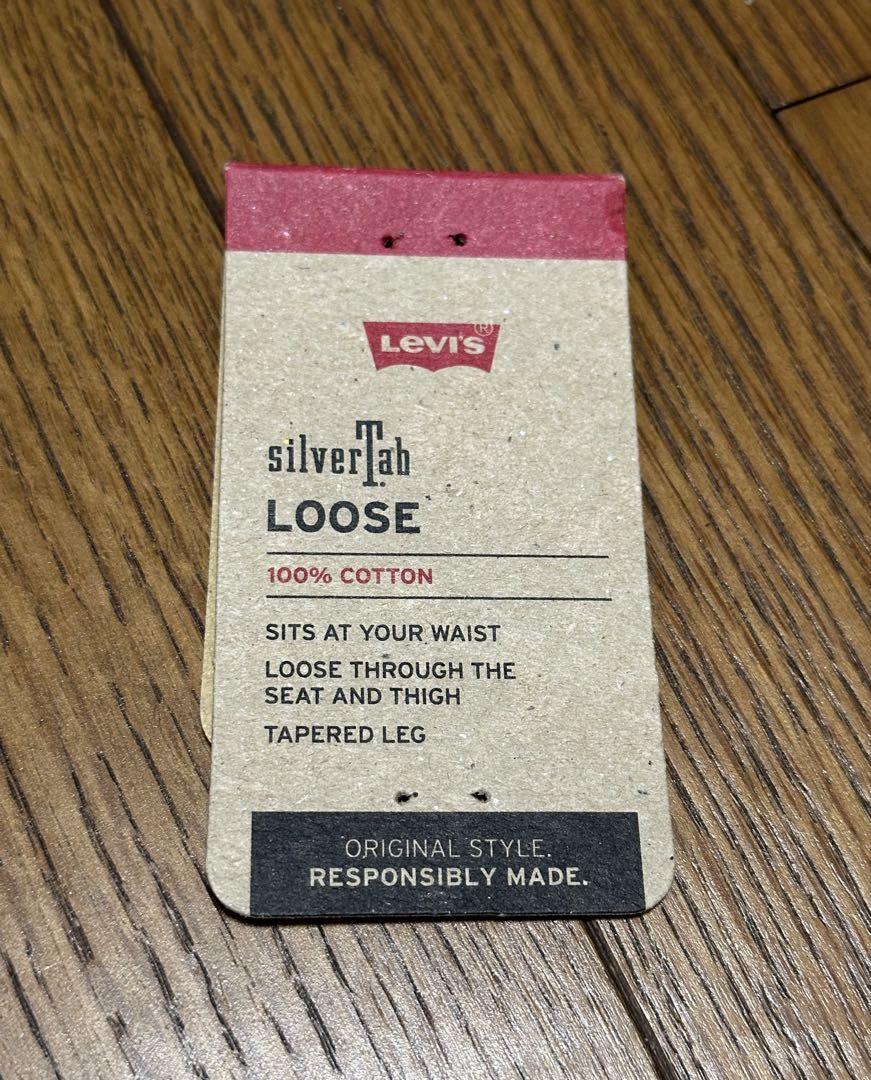 Levi's®
silverTab
LOOSE
100% COTTON
SITS AT YOUR WAIST
LOOSE THROUGH THE
SEAT AND THIGH
TAPERED LEG
ORIGINAL STYLE.
RESPONSIBLY MADE.